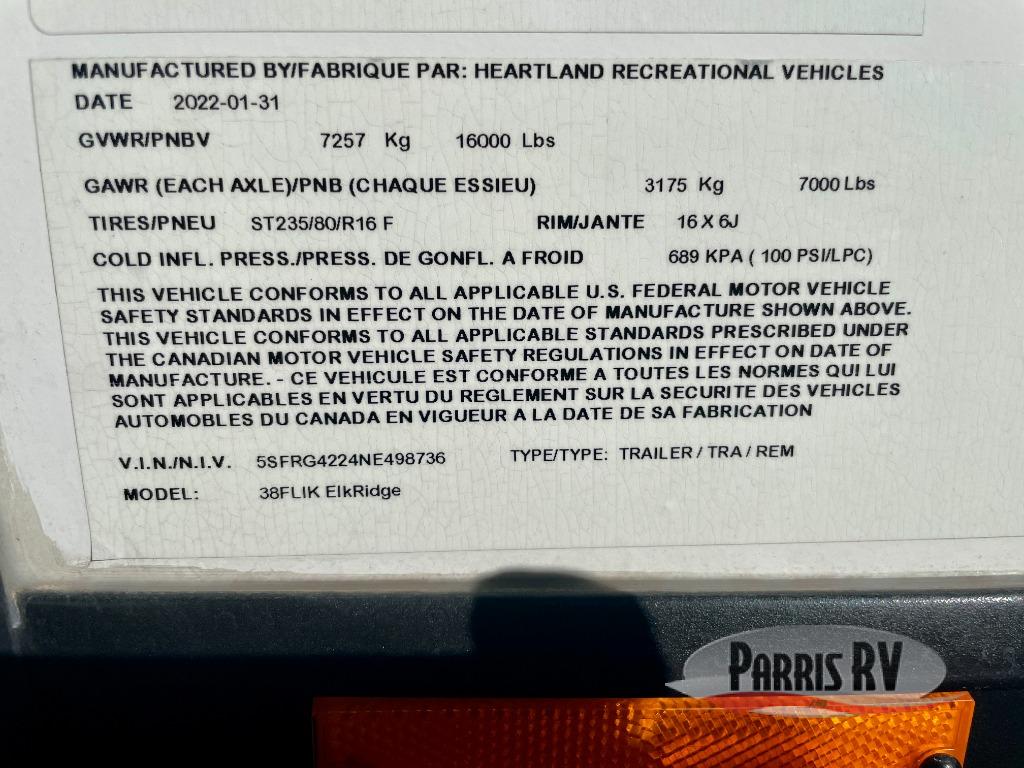 MANUFACTURED BY/FABRIQUE PAR: HEARTLAND RECREATIONAL VEHICLES
DATE 2022-01-31
GVWR/PNBV 7257 Kg 16000 Lbs
GAWR (EACH AXLE)/PNB (CHAQUE ESSIEU) 3175 Kg 7000 Lbs
TIRES/PNEU ST235/80/R16 F RIM/JANTE 16 X 6J
COLD INFL. PRESS./PRESS. DE GONFL. A FROID 689 KPA ( 100 PSI/LPC)
THIS VEHICLE CONFORMS TO ALL APPLICABLE U.S. FEDERAL MOTOR VEHICLE
SAFETY STANDARDS IN EFFECT ON THE DATE OF MANUFACTURE SHOWN ABOVE.
THIS VEHICLE CONFORMS TO ALL APPLICABLE STANDARDS PRESCRIBED UNDER
THE CANADIAN MOTOR VEHICLE SAFETY REGULATIONS IN EFFECT ON DATE OF
MANUFACTURE. - CE VEHICULE EST CONFORME A TOUTES LES NORMES QUI LUI
SONT APPLICABLES EN VERTU DU REGLEMENT SUR LA SECURITE DES VEHICLES
AUTOMOBILES DU CANADA EN VIGUEUR A LA DATE DE SA FABRICATION
V.I.N./N.I.V. 5SFRG4224NE498736 TYPE/TYPE: TRAILER / TRA / REM
MODEL: 38FLIK ElkRidge
PARRIS RV